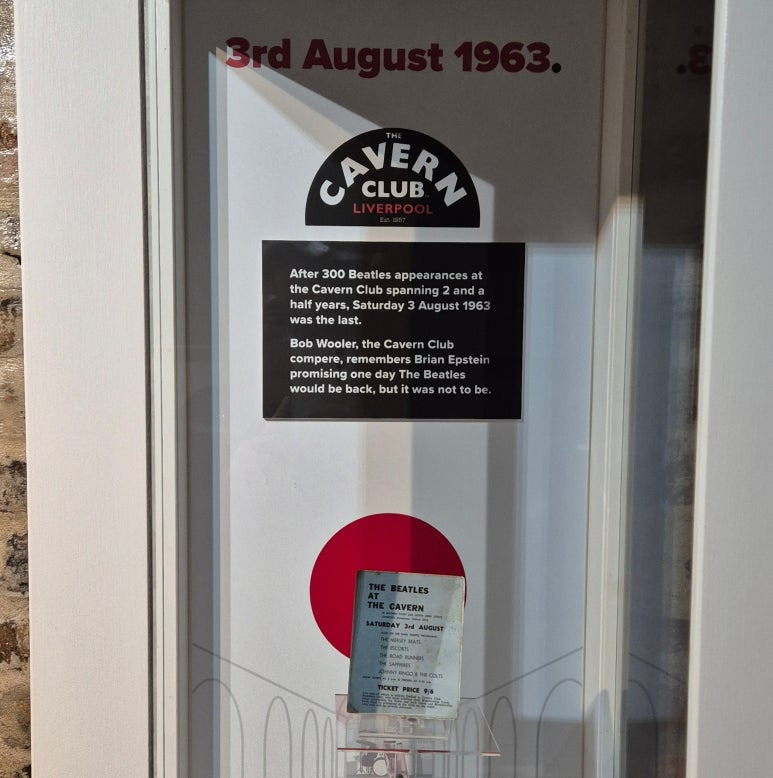 3rd August 1963.
THE
CAVERN
CLUB
LIVERPOOL
Est 1957
After 300 Beatles appearances at
the Cavern Club spanning 2 and a
half years, Saturday 3 August 1963
was the last.
Bob Wooler, the Cavern Club
compere, remembers Brian Epstein
promising one day The Beatles
would be back, but it was not to be.
THE BEATLES
AT
THE CAVERN
SATURDAY 3rd AUGUST
THE MERSEY BEATS
THE ESCORTS
THE ROAD RUNNERS
THE SAPPHIRES
JOHNNY RINGO & THE COLTS
TICKET PRICE 9/6